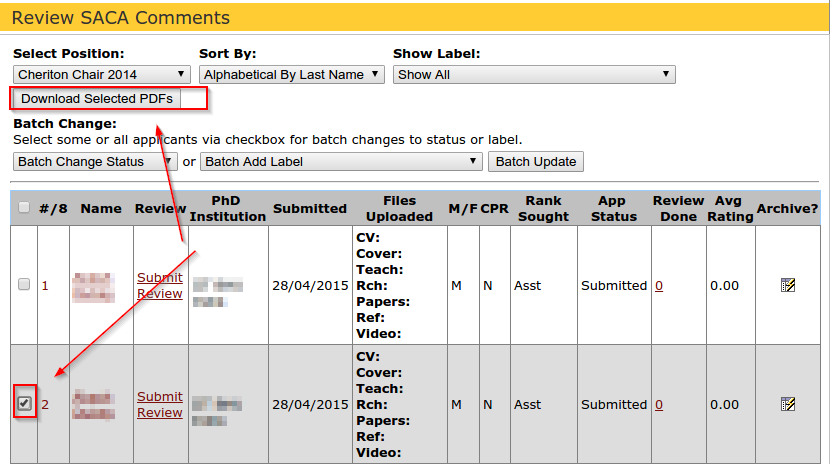 Review SACA Comments
Select Position: Sort By: Show Label:
Cheriton Chair 2014 Alphabetical By Last Name Show All
Download Selected PDFs
Batch Change:
Select some or all applicants via checkbox for batch changes to status or label.
Batch Change Status or Batch Add Label Batch Update
#/8 Name Review PhD Institution Submitted Files Uploaded M/F CPR Rank Sought App Status Review Done Avg Rating Archive?
CV:
Cover:
Teach:
1 Submit Review 28/04/2015 Rch: M N Asst Submitted 0 0.00
Papers:
Ref:
Video:
CV:
Cover:
Teach:
2 Submit Review 28/04/2015 Rch: M N Asst Submitted 0 0.00
Papers:
Ref:
Video: